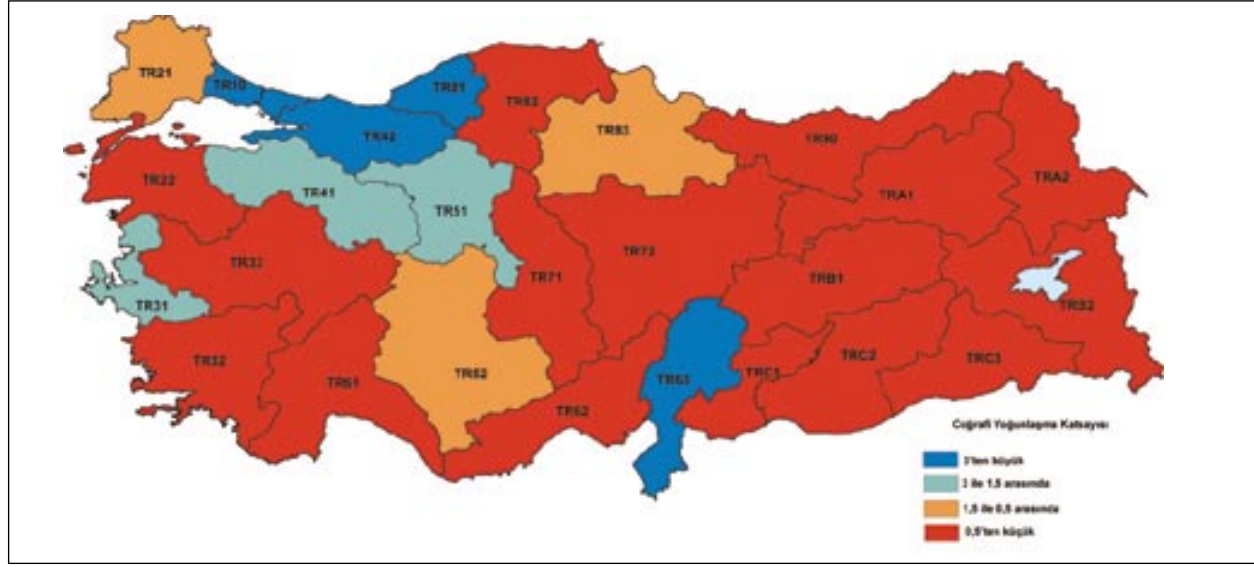 TR21
TR10
TR81
TR82
TR83
TR90
TR42
TRA2
TR22
TR41
TRA1
TR51
TR72
TR33
TR71
TRB1
TRB2
TR31
TR32
TR61
TR52
TR63
TRC1
TRC2
TRC3
TR62
Coğrafi Yoğunlaşma Katsayısı
3'ten büyük
3 ile 1,5 arasında
1,5 ile 0,5 arasında
0,5'ten küçük